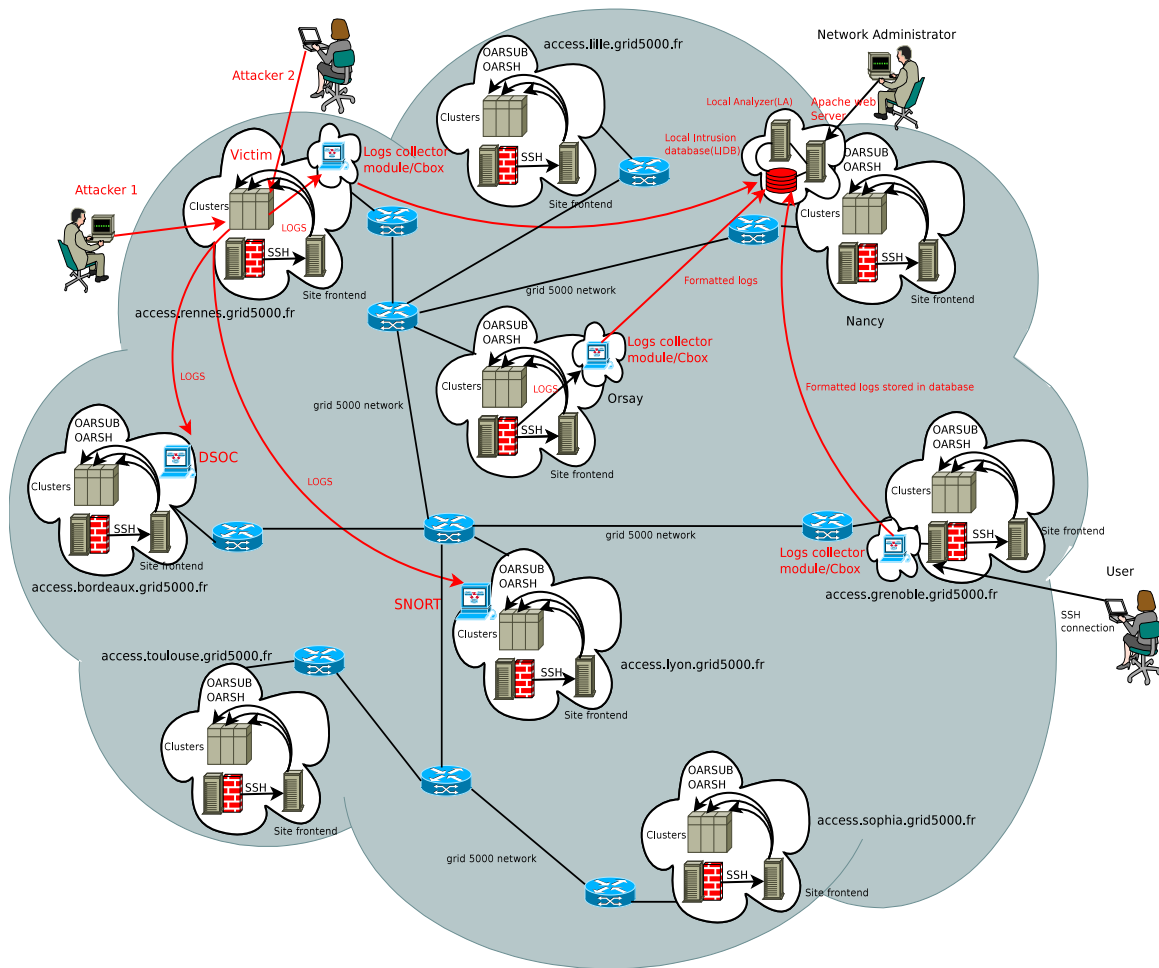 Network Administrator
access.lille.grid5000.fr
OARSUB
OARSH
Clusters
SSH
Site frontend
Attacker 2
Local Analyzer(LA)
Apache web
Server
Local Intrusion
database(LIDB)
OARSUB
OARSH
Clusters
SSH
Site frontend
Nancy
Victim
Logs collector
module/Cbox
Attacker 1
Clusters
LOGS
SSH
Site frontend
access.rennes.grid5000.fr
grid 5000 network
Formatted logs
OARSUB
OARSH
Clusters
LOGS
SSH
Site frontend
Logs collector
module/Cbox
Orsay
LOGS
grid 5000 network
Formatted logs stored in database
OARSUB
OARSH
Clusters
SSH
Site frontend
DSOC
access.bordeaux.grid5000.fr
LOGS
grid 5000 network
OARSUB
OARSH
Clusters
SSH
Site frontend
Logs collector
module/Cbox
access.grenoble.grid5000.fr
User
SSH
connection
SNORT
OARSUB
OARSH
Clusters
SSH
Site frontend
access.lyon.grid5000.fr
access.toulouse.grid5000.fr
OARSUB
OARSH
Clusters
SSH
Site frontend
grid 5000 network
OARSUB
OARSH
Clusters
SSH
Site frontend
access.sophia.grid5000.fr